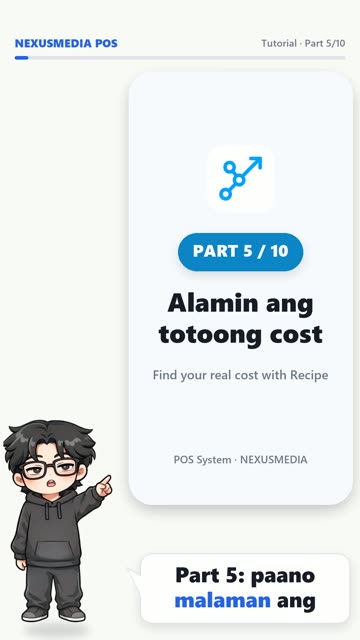 NEXUSMEDIA POS
Tutorial · Part 5/10
PART 5 / 10
Alamin ang
totoong cost
Find your real cost with Recipe
POS System · NEXUSMEDIA
Part 5: paano
malaman ang